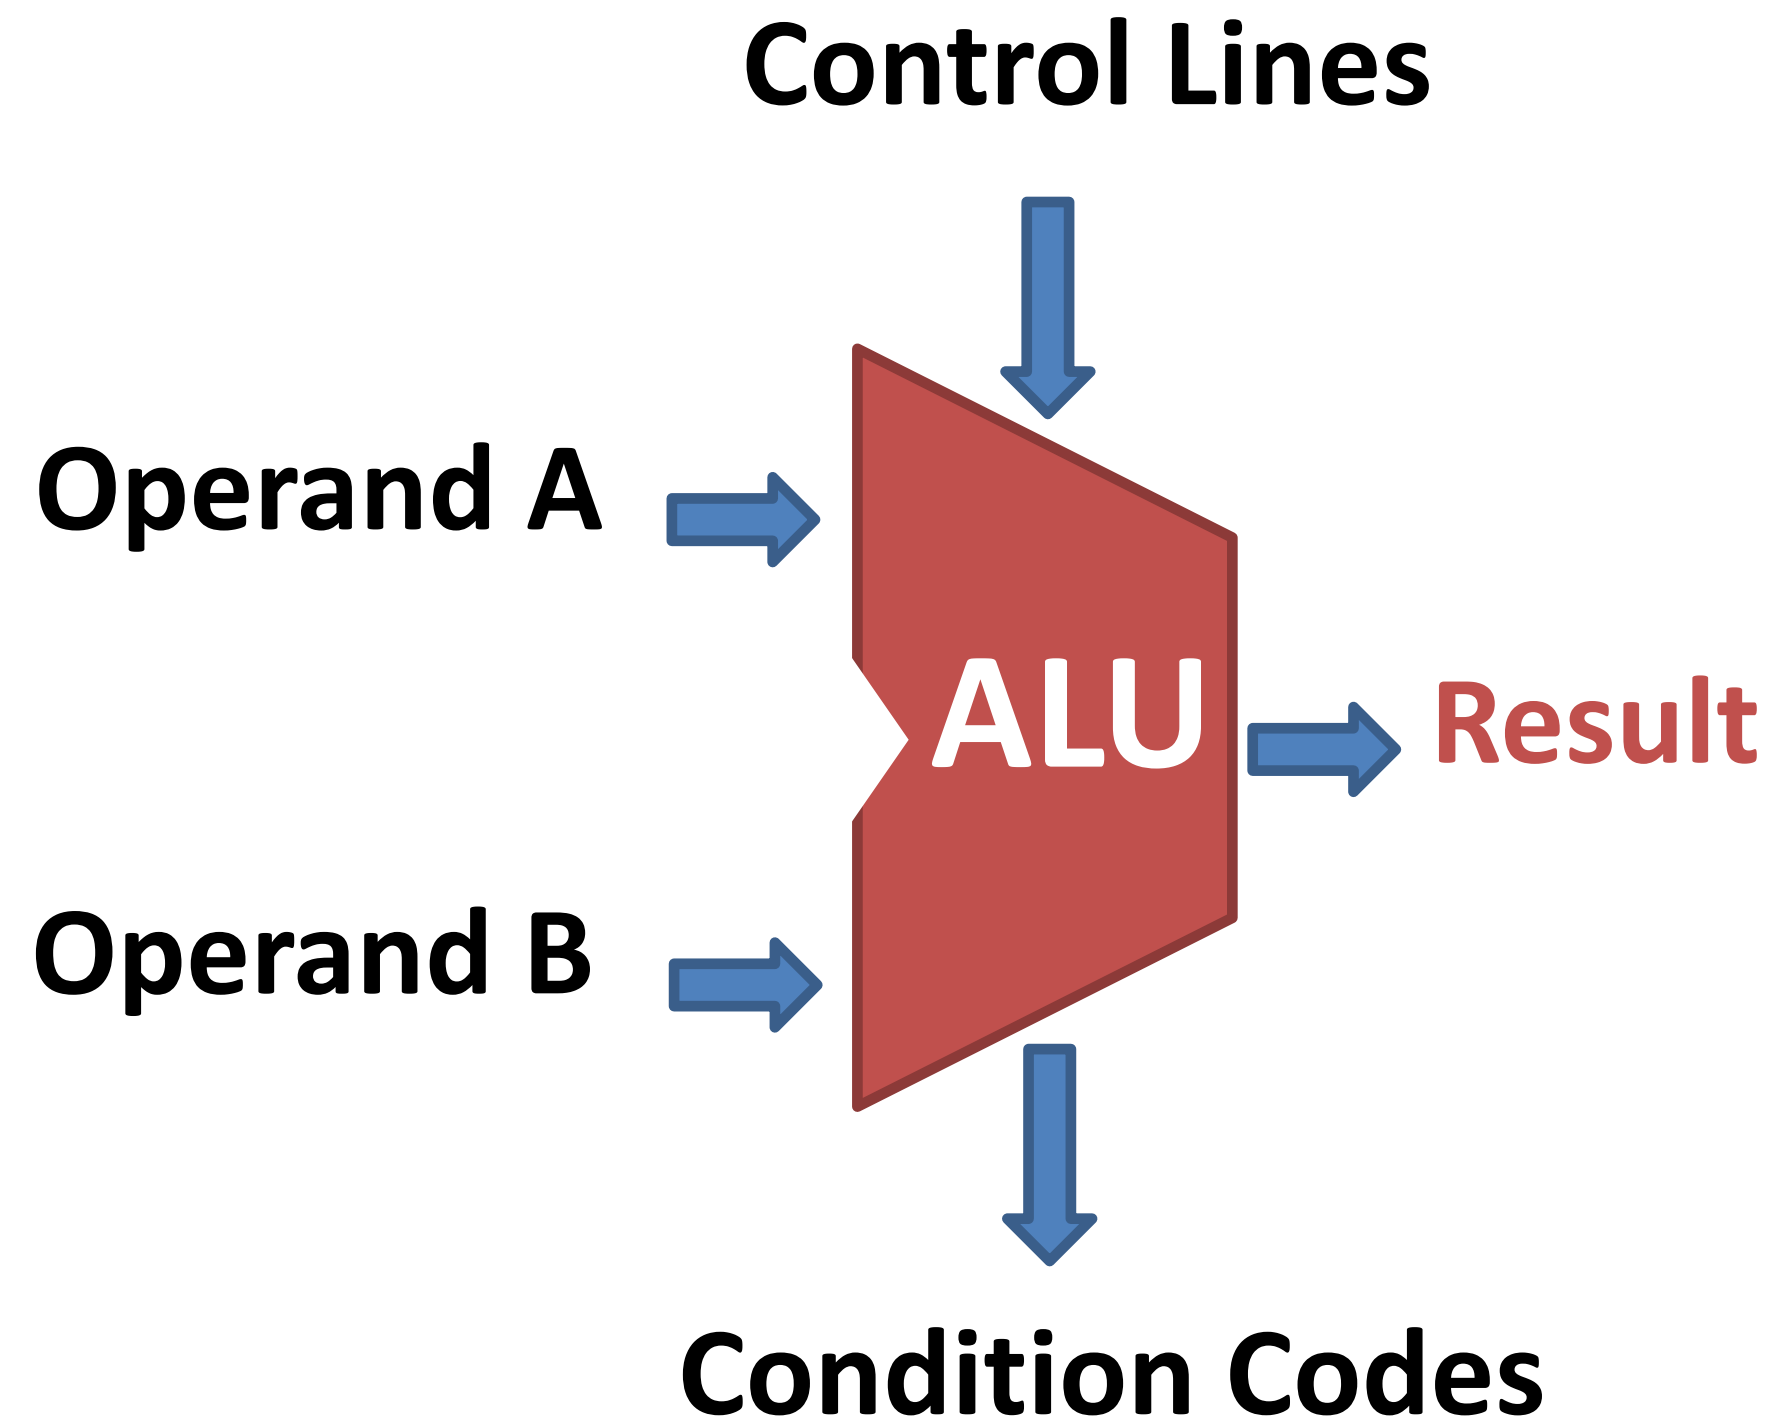 Control Lines
Operand A
ALU
Result
Operand B
Condition Codes